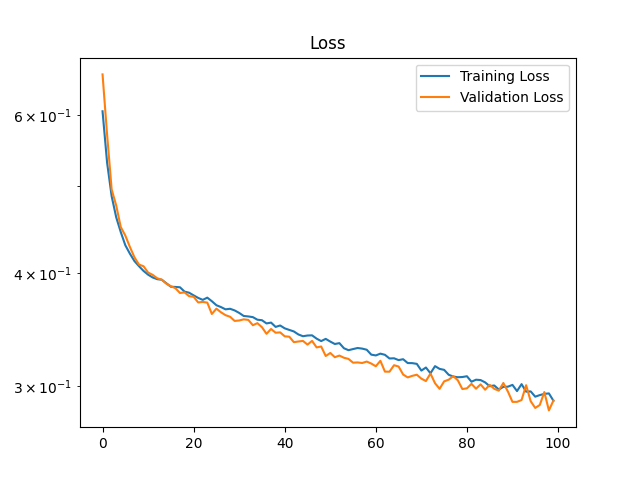 Loss
Training Loss
Validation Loss
6 × 10⁻¹
4 × 10⁻¹
3 × 10⁻¹
0 20 40 60 80 100